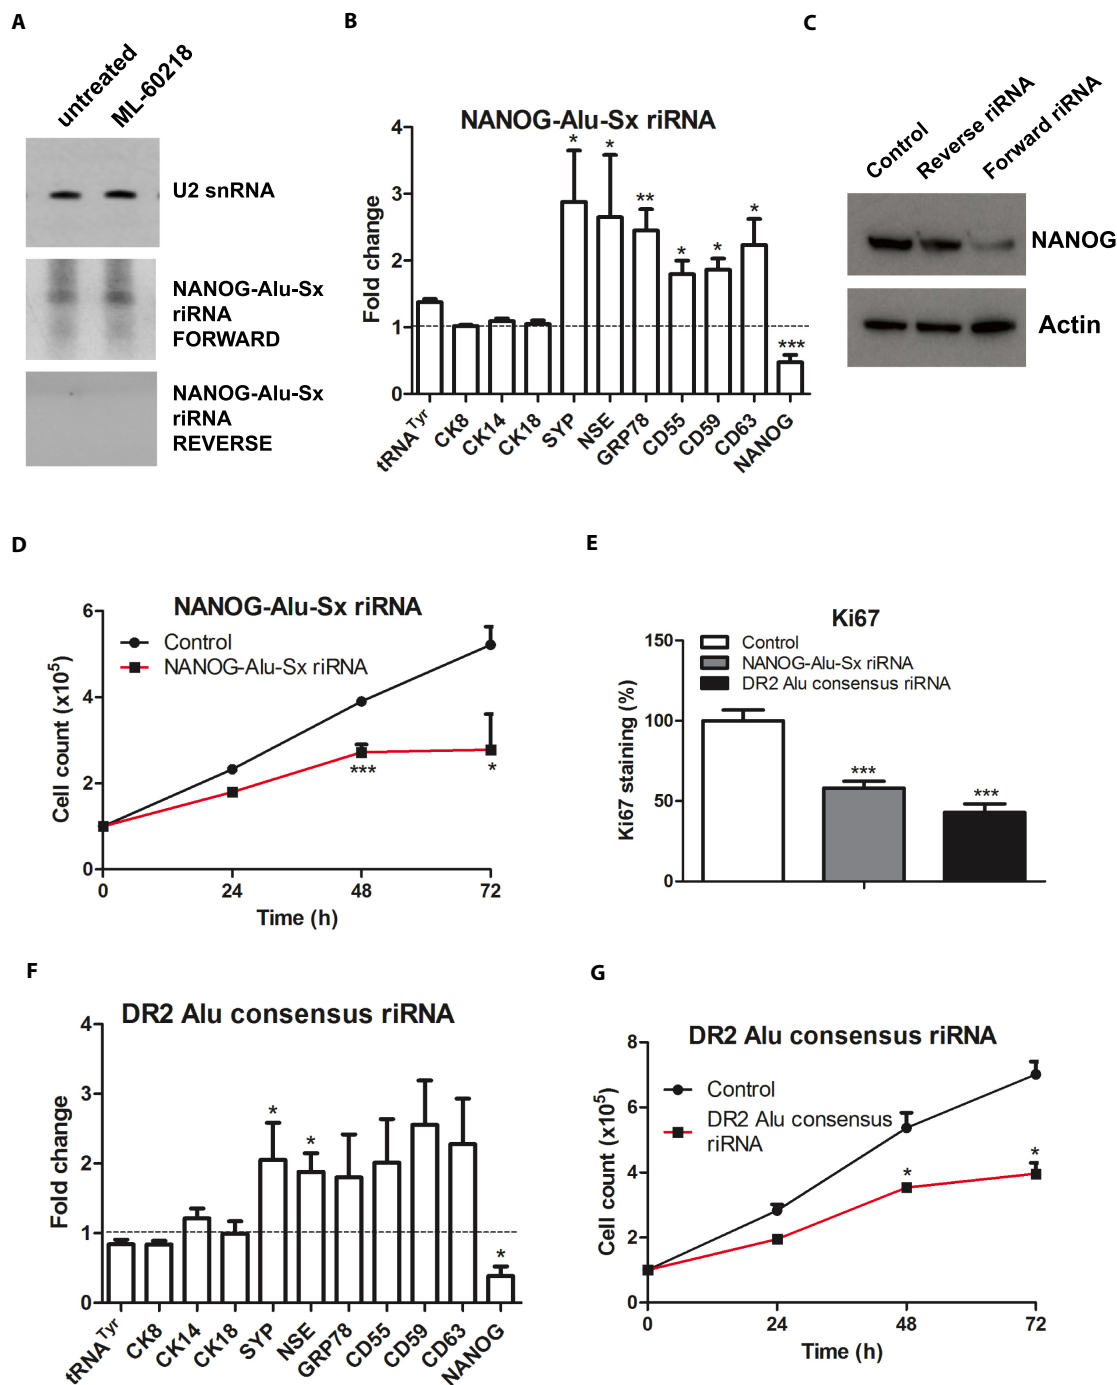 A
untreated
ML-60218
U2 snRNA
NANOG-Alu-Sx
riRNA
FORWARD
NANOG-Alu-Sx
riRNA
REVERSE
B
NANOG-Alu-Sx riRNA
Fold change
4
3
2
1
0
* * ** * * * ***
tRNATyr
CK8
CK14
CK18
SYP
NSE
GRP78
CD55
CD59
CD63
NANOG
C
Control
Reverse riRNA
Forward riRNA
NANOG
Actin
D
NANOG-Alu-Sx riRNA
Control
NANOG-Alu-Sx riRNA
Cell count (x10⁵)
6
4
2
0
*** *
0 24 48 72
Time (h)
E
Ki67
Control
NANOG-Alu-Sx riRNA
DR2 Alu consensus riRNA
Ki67 staining (%)
150
100
50
0
*** ***
F
DR2 Alu consensus riRNA
Fold change
4
3
2
1
0
* * *
tRNATyr
CK8
CK14
CK18
SYP
NSE
GRP78
CD55
CD59
CD63
NANOG
G
DR2 Alu consensus riRNA
Control
DR2 Alu consensus
riRNA
Cell count (x10⁵)
8
6
4
2
0
* *
0 24 48 72
Time (h)